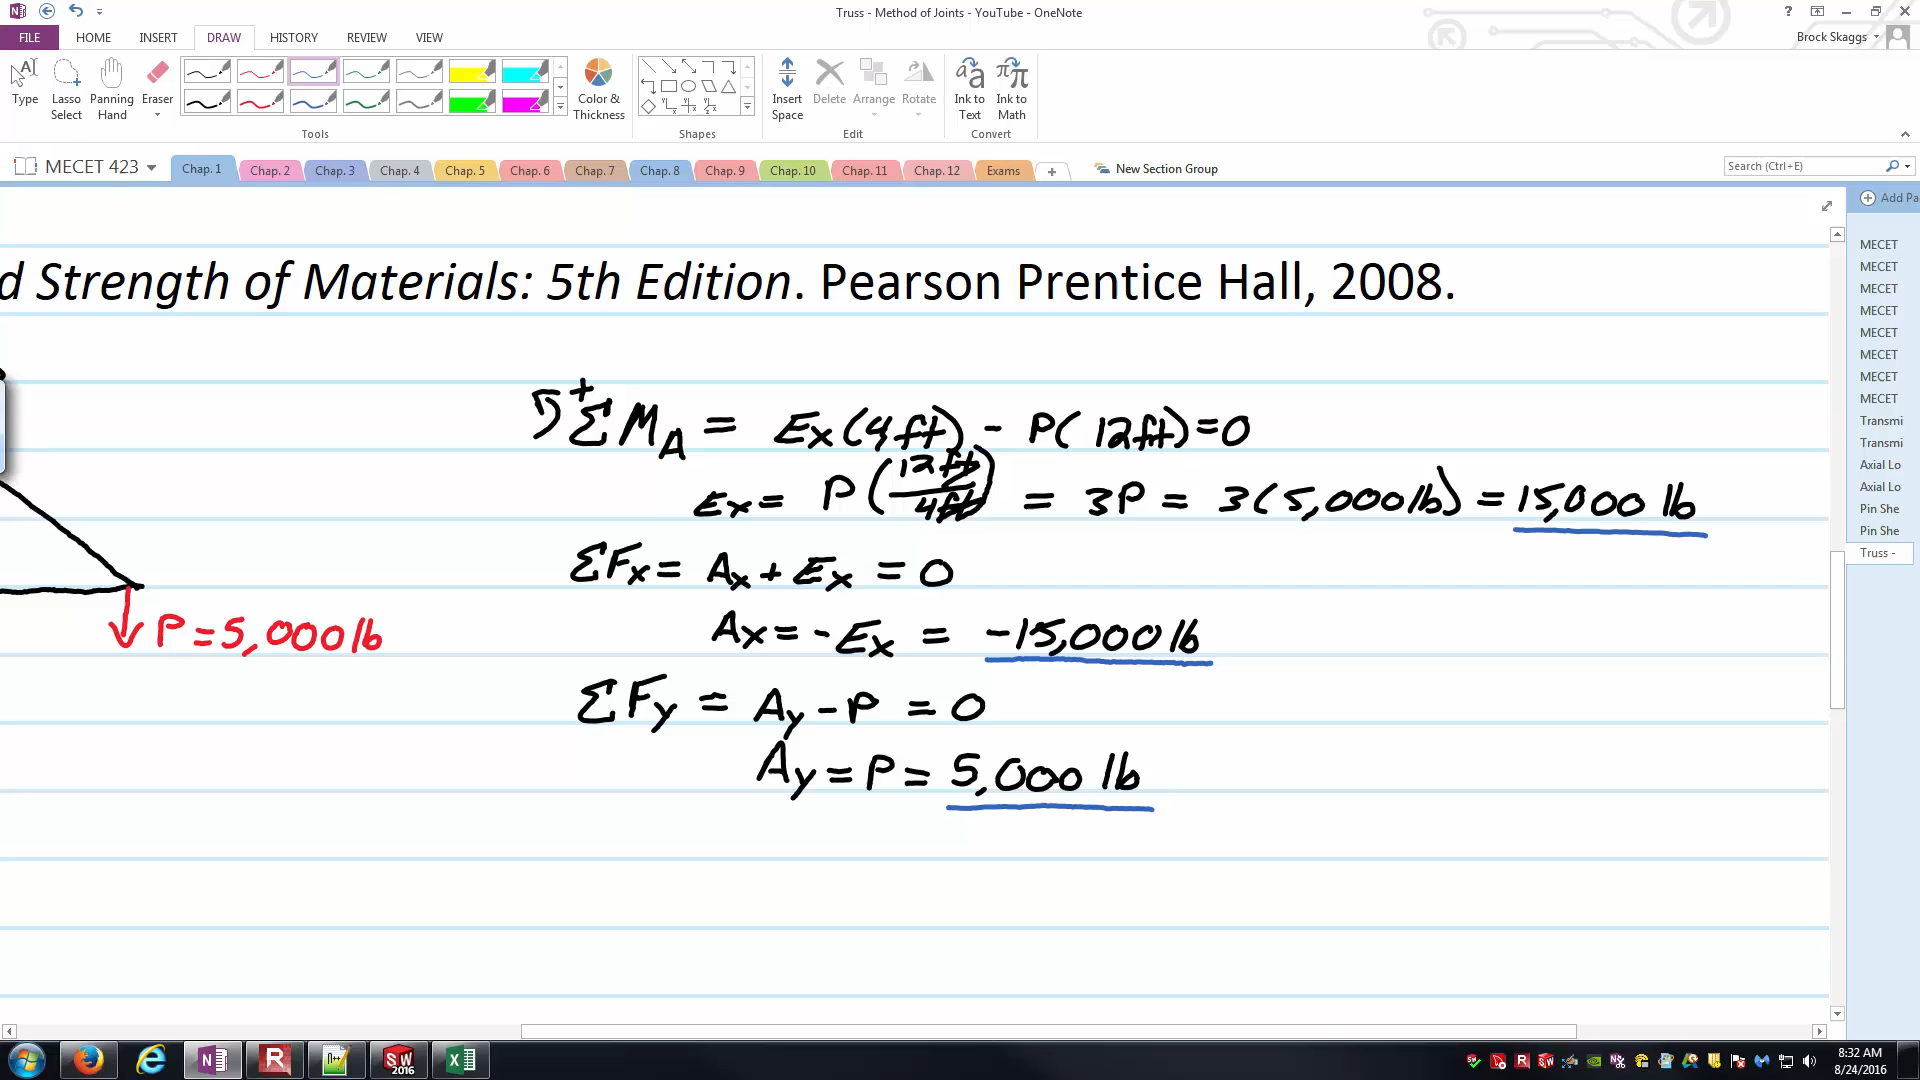 Truss - Method of Joints - YouTube - OneNote
FILE HOME INSERT DRAW HISTORY REVIEW VIEW
Brock Skaggs
Type
Lasso Select
Panning Hand
Eraser
Color & Thickness
Insert Space
Delete
Arrange
Rotate
Ink to Text
Ink to Math
Tools Shapes Edit Convert
MECET 423
Chap. 1 Chap. 2 Chap. 3 Chap. 4 Chap. 5 Chap. 6 Chap. 7 Chap. 8 Chap. 9 Chap. 10 Chap. 11 Chap. 12 Exams + New Section Group
Search (Ctrl+E)
Add Pa
MECET
MECET
MECET
MECET
MECET
MECET
MECET
MECET
Transmi
Transmi
Axial Lo
Axial Lo
Pin She
Pin She
Truss -
d Strength of Materials: 5th Edition. Pearson Prentice Hall, 2008.
+ΣM_A = Ex(4ft) - P(12ft) = 0
Ex = P(12ft/4ft) = 3P = 3(5,000 lb) = 15,000 lb
ΣFx = Ax + Ex = 0
P = 5,000 lb
Ax = -Ex = -15,000 lb
ΣFy = Ay - P = 0
Ay = P = 5,000 lb
SW 2016
8:32 AM
8/24/2016